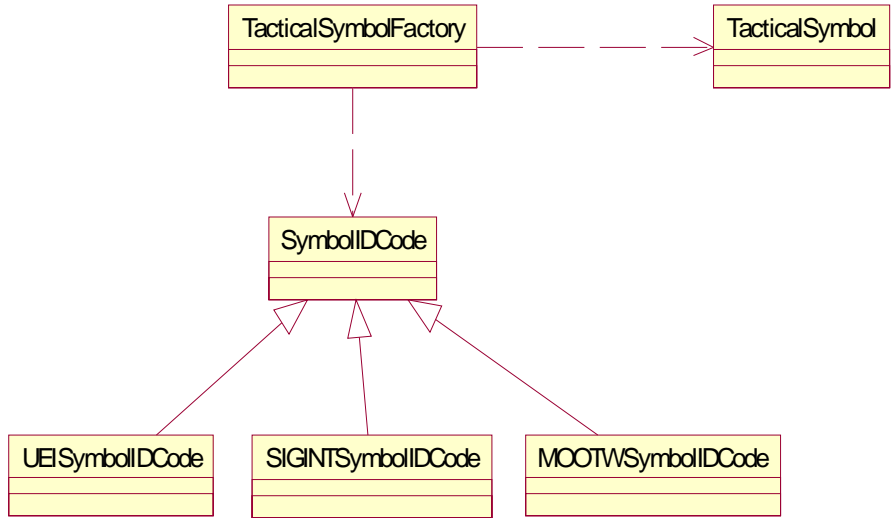 TacticalSymbolFactory
TacticalSymbol
SymbolIDCode
UEISymbolIDCode
SIGINTSymbolIDCode
MOOTWSymbolIDCode